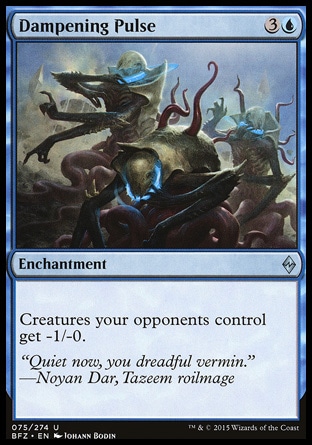 Dampening Pulse 3
Enchantment
Creatures your opponents control
get -1/-0.
“Quiet now, you dreadful vermin.”
—Noyan Dar, Tazeem roilmage
075/274 U
BFZ • EN Johann Bodin
™ & © 2015 Wizards of the Coast